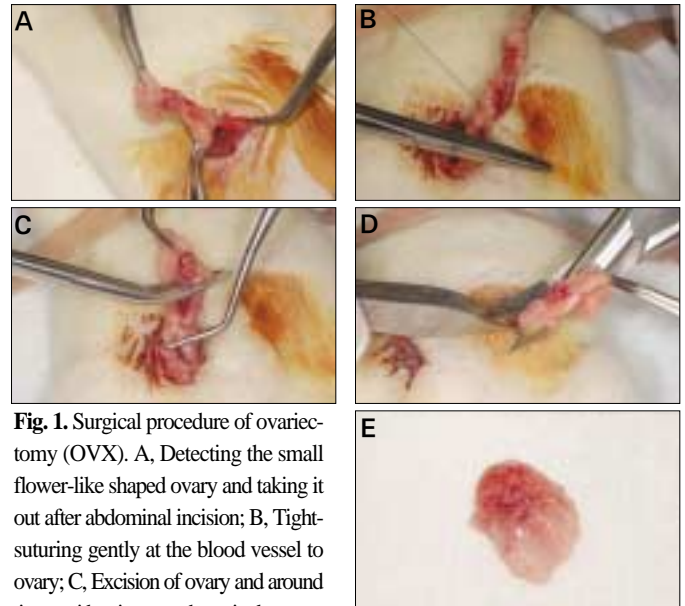 A
B
C
D
Fig. 1. Surgical procedure of ovariec-
tomy (OVX). A, Detecting the small
flower-like shaped ovary and taking it
out after abdominal incision; B, Tight-
suturing gently at the blood vessel to
ovary; C, Excision of ovary and around
E